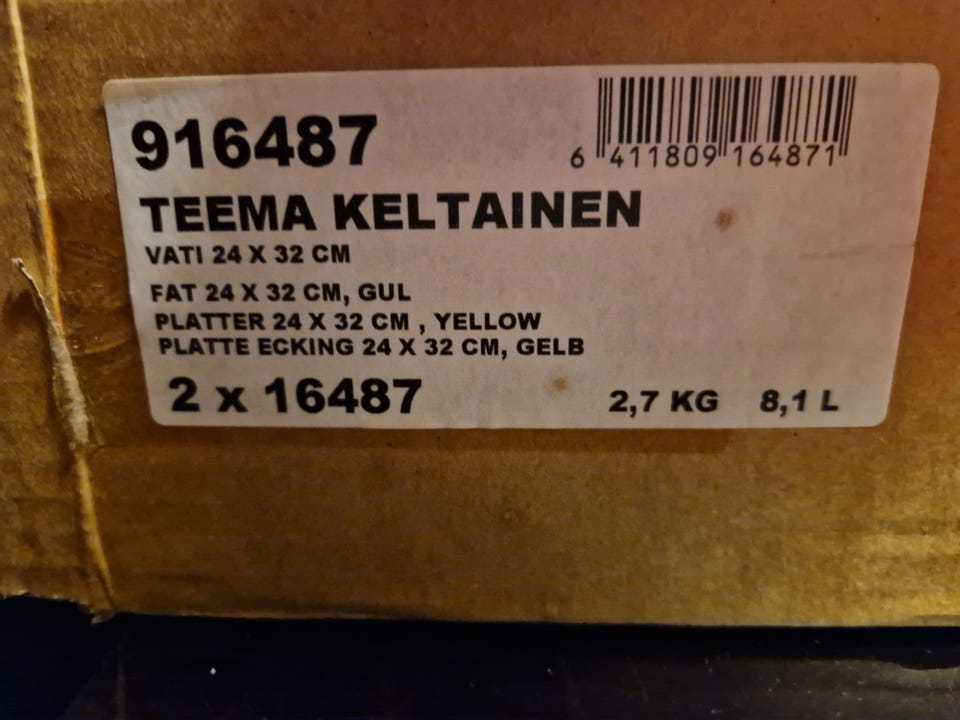 916487
6 411809 164871
TEEMA KELTAINEN
VATI 24 X 32 CM
FAT 24 X 32 CM, GUL
PLATTER 24 X 32 CM , YELLOW
PLATTE ECKING 24 X 32 CM, GELB
2 x 16487 2,7 KG 8,1 L